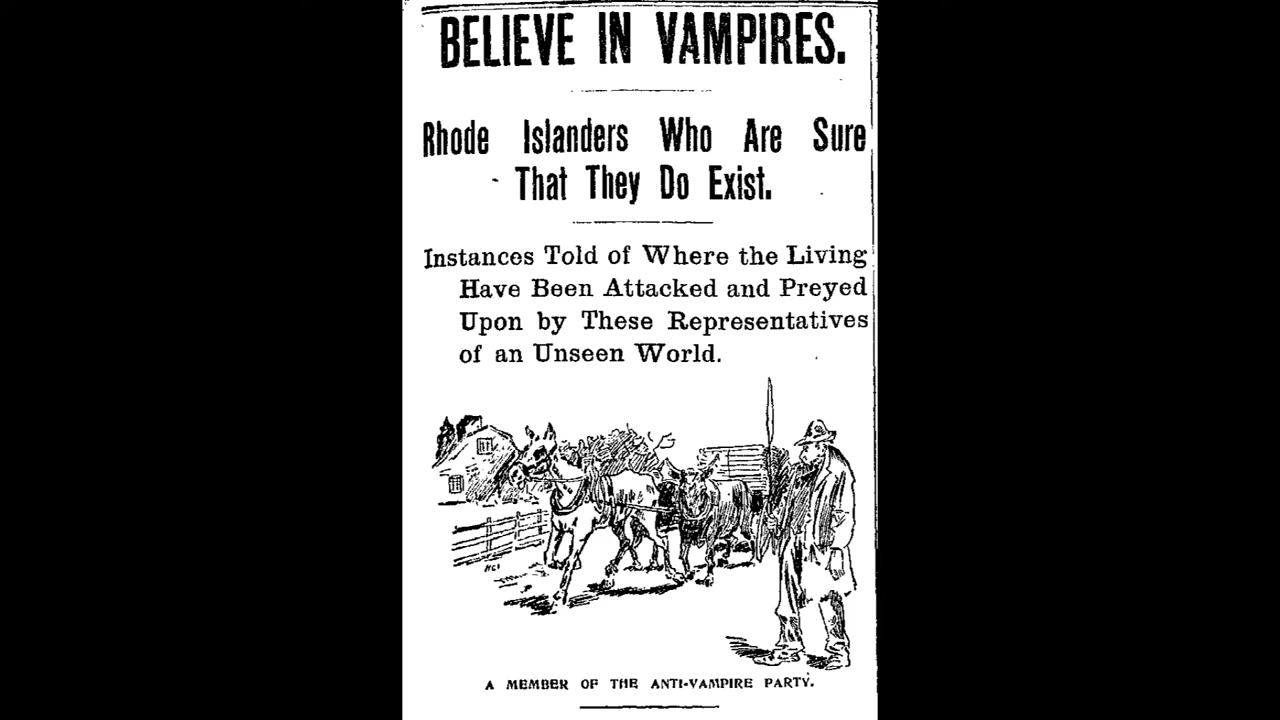 BELIEVE IN VAMPIRES.
Rhode Islanders Who Are Sure
That They Do Exist.
Instances Told of Where the Living
Have Been Attacked and Preyed
Upon by These Representatives
of an Unseen World.
HGI
A MEMBER OF THE ANTI-VAMPIRE PARTY.